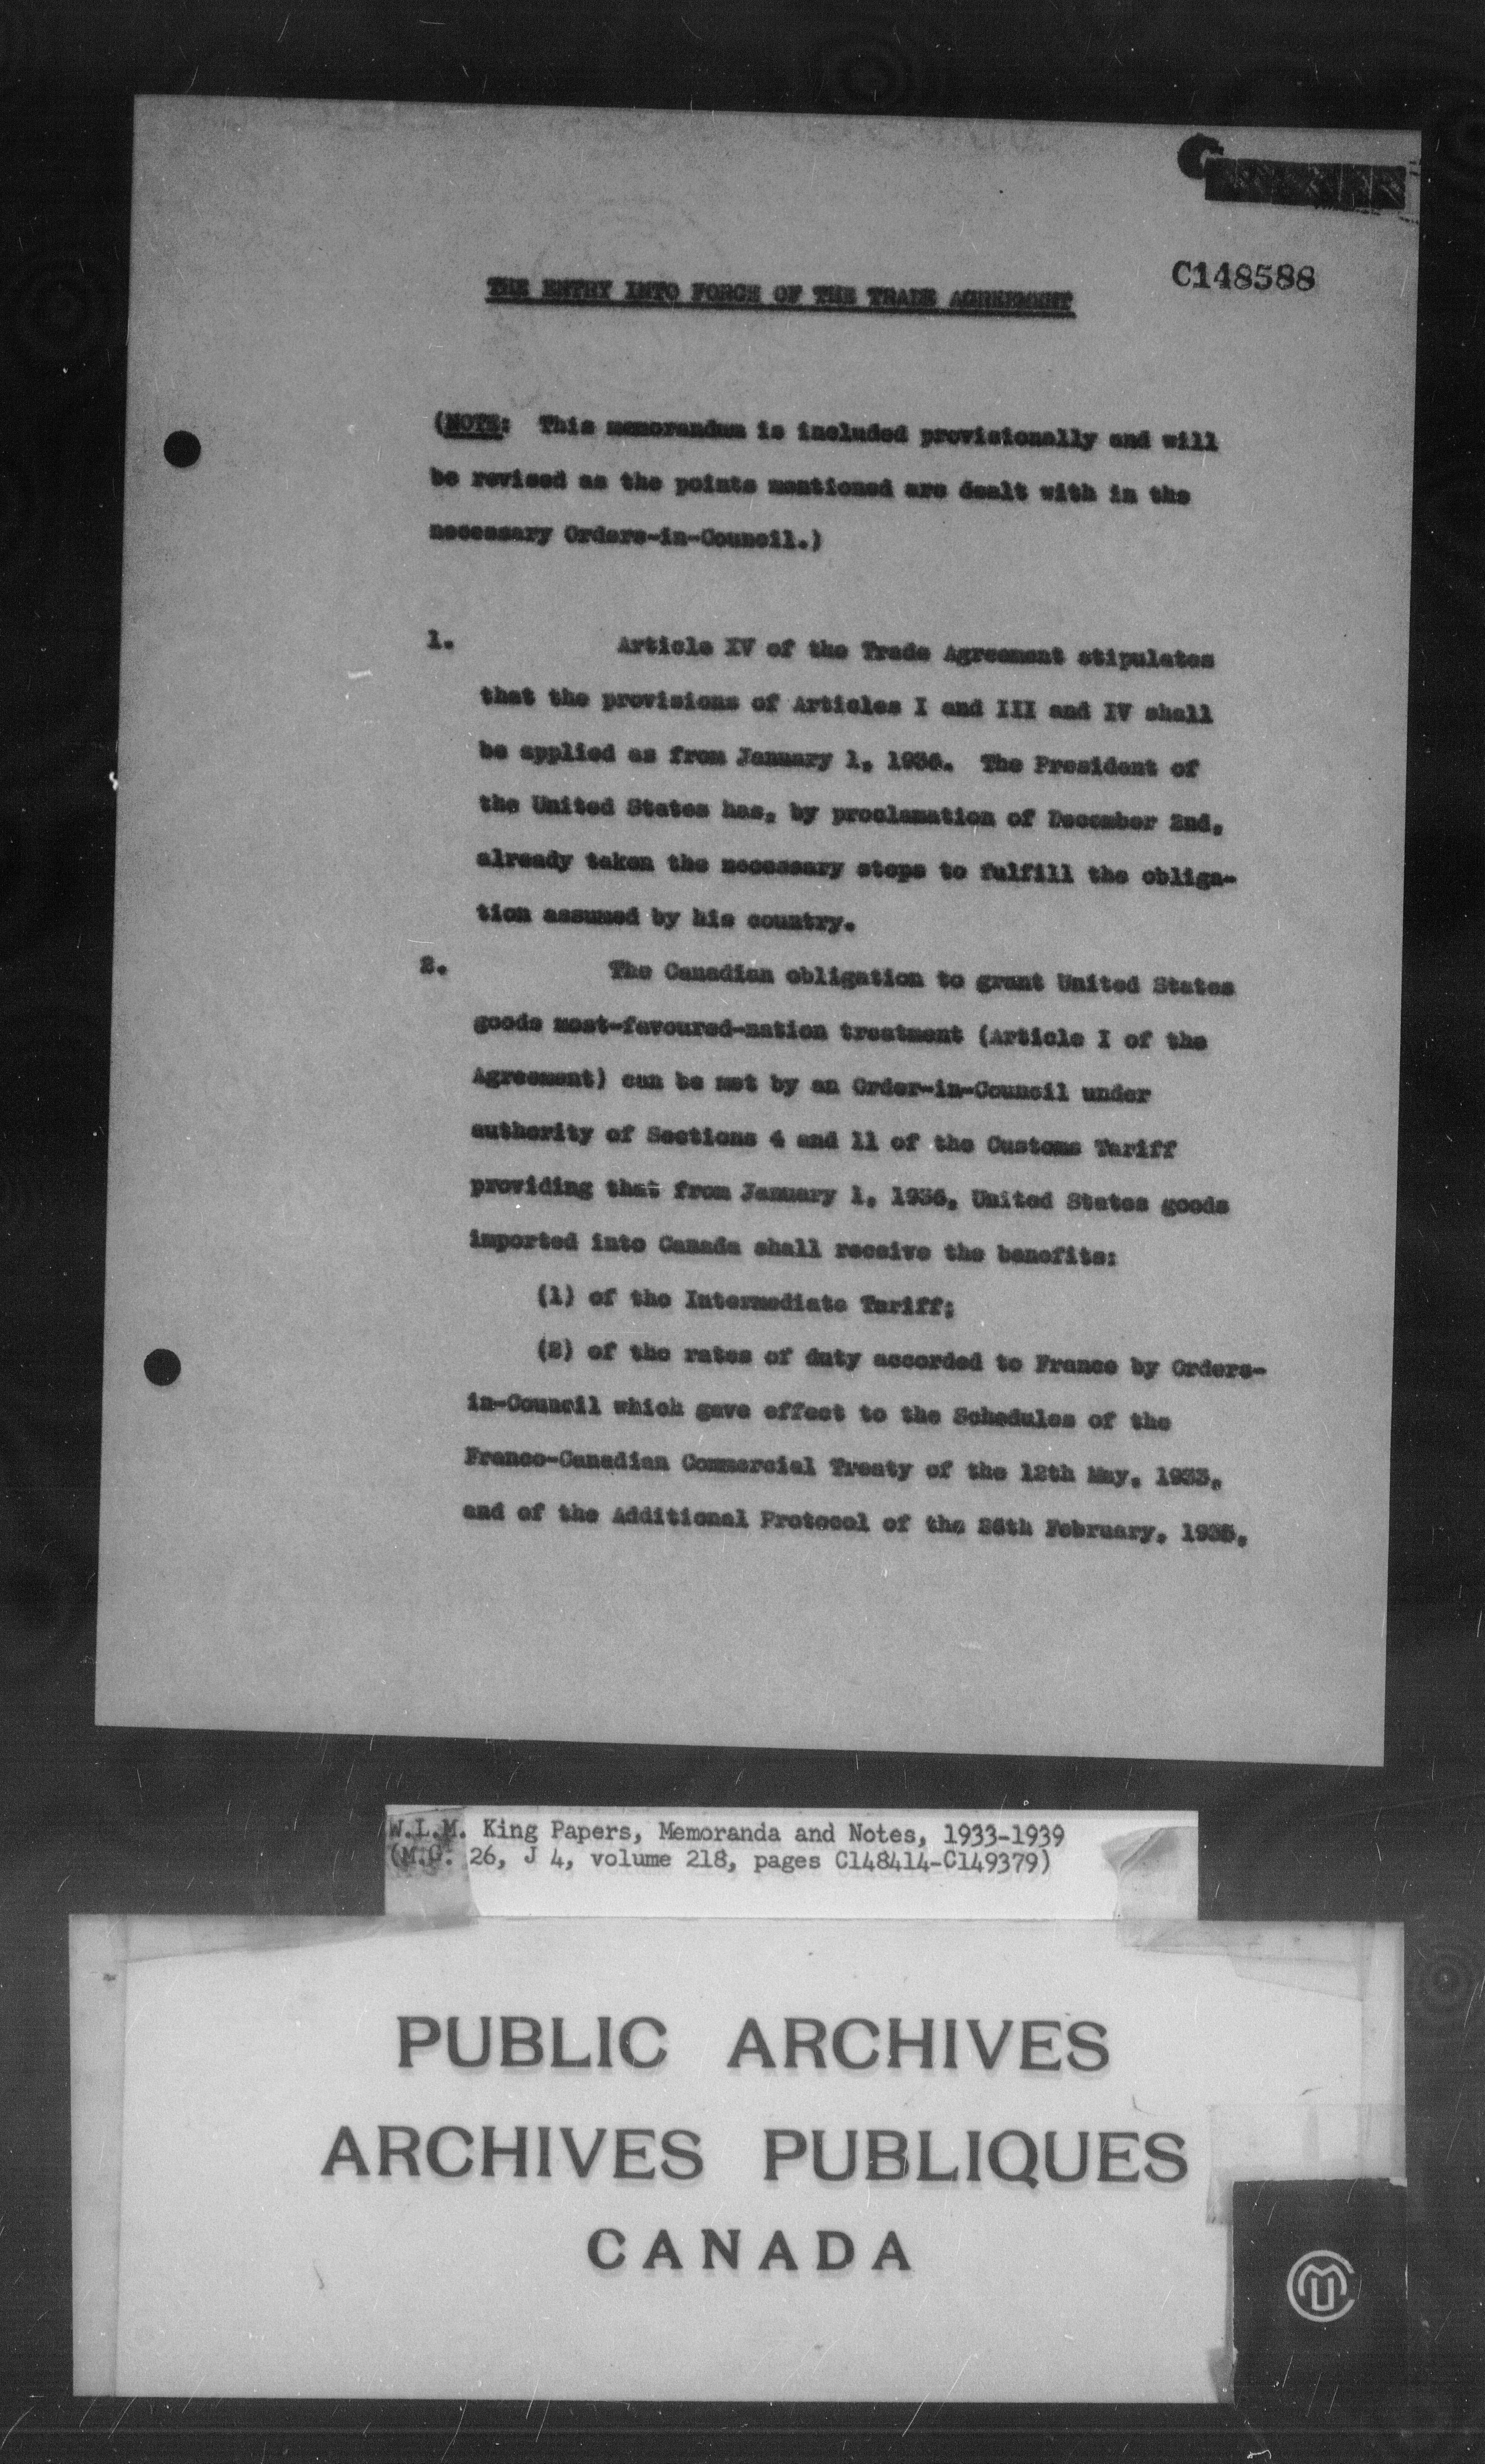 C148588
THE ENTRY INTO FORCE OF THE TRADE AGREEMENT
(NOTE: This memorandum is included provisionally and will
be revised as the points mentioned are dealt with in the
necessary Orders-in-Council.)
1. Article XV of the Trade Agreement stipulates
that the provisions of Articles I and III and IV shall
be applied as from January 1, 1936. The President of
the United States has, by proclamation of December 2nd,
already taken the necessary steps to fulfill the obliga-
tion assumed by his country.
2. The Canadian obligation to grant United States
goods most-favoured-nation treatment (Article I of the
Agreement) can be met by an Order-in-Council under
authority of Sections 4 and 11 of the Customs Tariff
providing that from January 1, 1936, United States goods
imported into Canada shall receive the benefits:
(1) of the Intermediate Tariff;
(2) of the rates of duty accorded to France by Orders-
in-Council which gave effect to the Schedules of the
Franco-Canadian Commercial Treaty of the 12th May, 1933,
and of the Additional Protocol of the 26th February, 1935,
W.L.M. King Papers, Memoranda and Notes, 1933-1939
(M.G. 26, J 4, volume 218, pages C148414-C149379)
PUBLIC ARCHIVES
ARCHIVES PUBLIQUES
CANADA